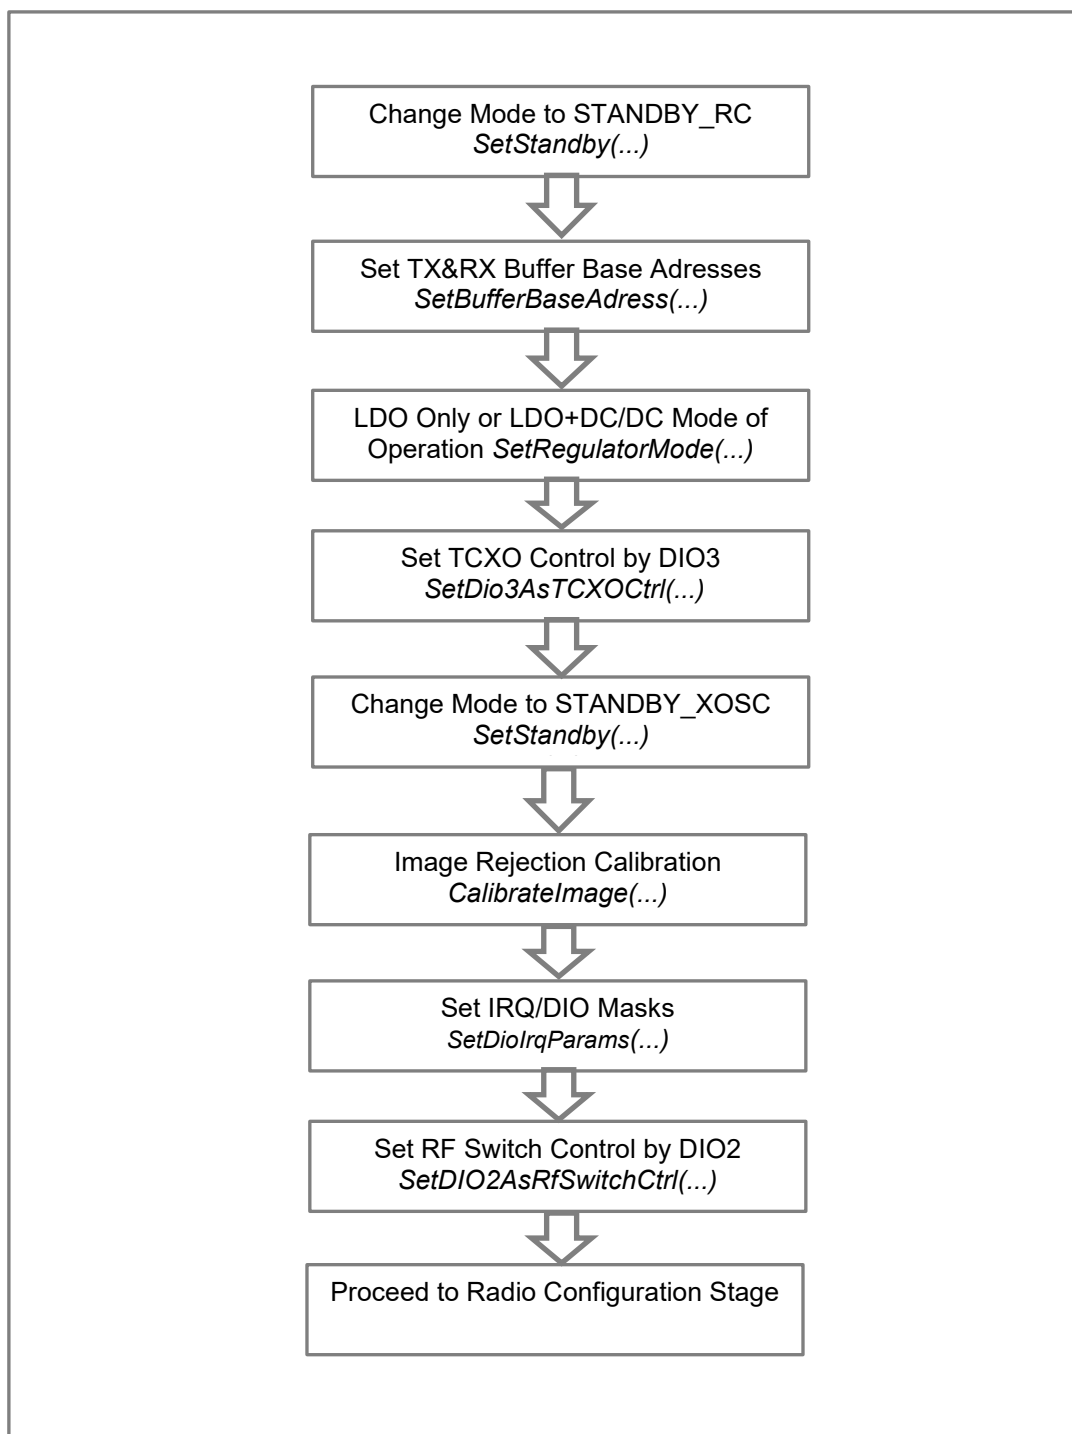 Change Mode to STANDBY_RC
SetStandby(...)
Set TX&RX Buffer Base Adresses
SetBufferBaseAdress(...)
LDO Only or LDO+DC/DC Mode of
Operation SetRegulatorMode(...)
Set TCXO Control by DIO3
SetDio3AsTCXOCtrl(...)
Change Mode to STANDBY_XOSC
SetStandby(...)
Image Rejection Calibration
CalibrateImage(...)
Set IRQ/DIO Masks
SetDioIrqParams(...)
Set RF Switch Control by DIO2
SetDIO2AsRfSwitchCtrl(...)
Proceed to Radio Configuration Stage